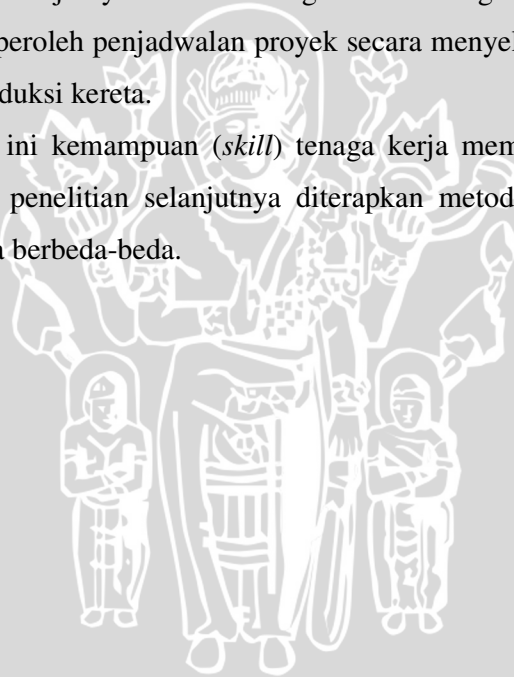 peroleh penjadwalan proyek secara menyel
duksi kereta.
ini kemampuan (skill) tenaga kerja mem
penelitian selanjutnya diterapkan metod
berbeda-beda.